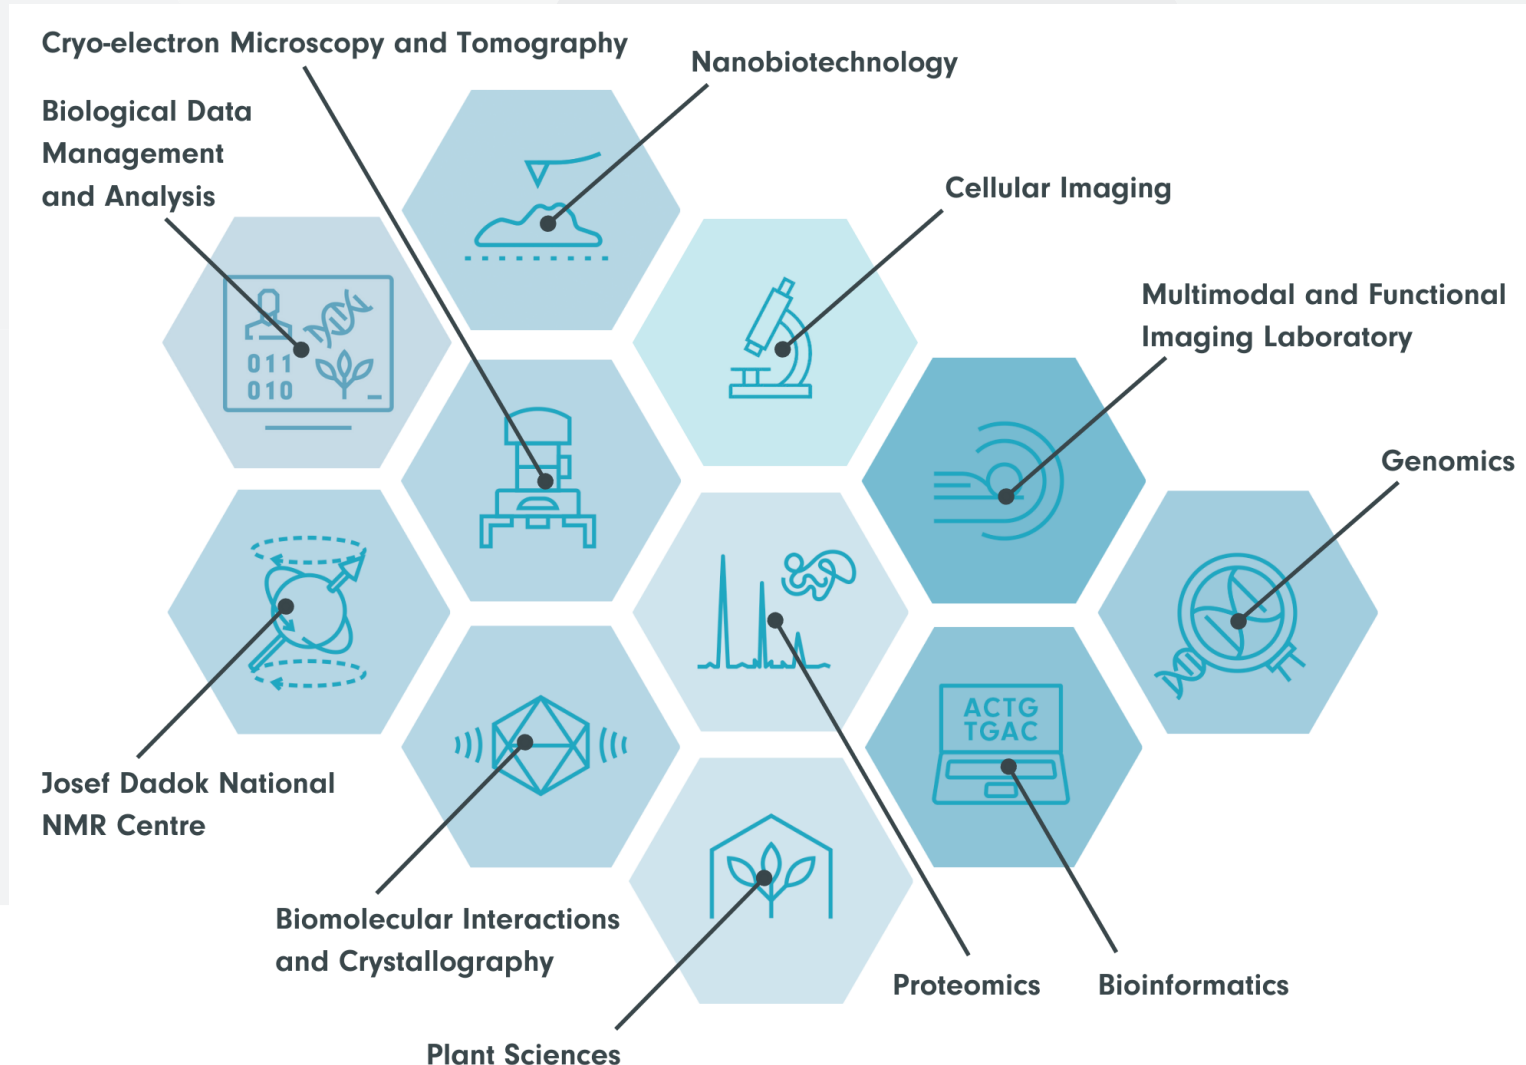 Cryo-electron Microscopy and Tomography
Nanobiotechnology
Biological Data
Management
and Analysis
Cellular Imaging
Multimodal and Functional
Imaging Laboratory
Genomics
011
010
ACTG
TGAC
Josef Dadok National
NMR Centre
Biomolecular Interactions
and Crystallography
Proteomics
Bioinformatics
Plant Sciences